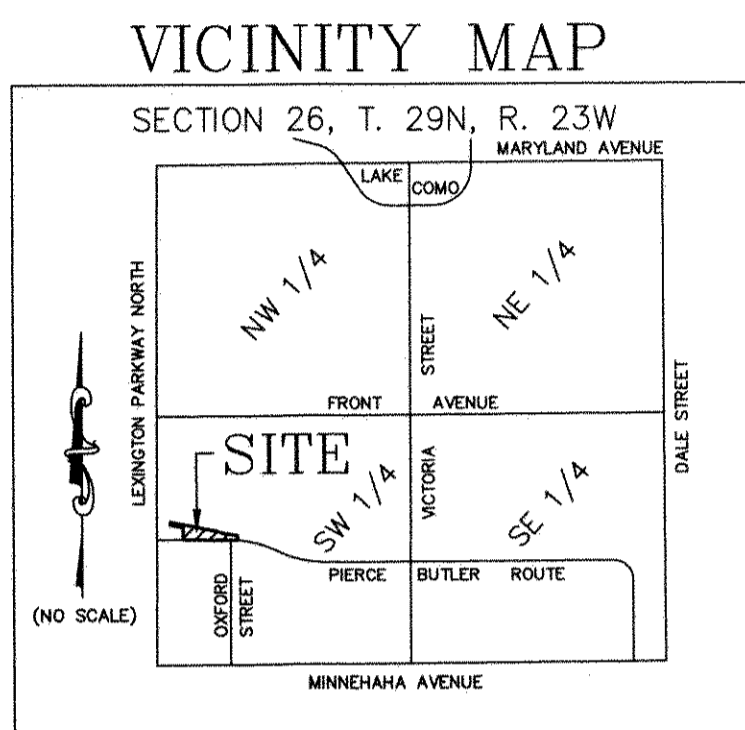 VICINITY MAP
SECTION 26, T. 29N, R. 23W
MARYLAND AVENUE
LAKE COMO
NW 1/4
NE 1/4
LEXINGTON PARKWAY NORTH
STREET
DALE STREET
FRONT AVENUE
SITE
SW 1/4
VICTORIA
SE 1/4
(NO SCALE)
OXFORD
STREET
PIERCE BUTLER ROUTE
MINNEHAHA AVENUE